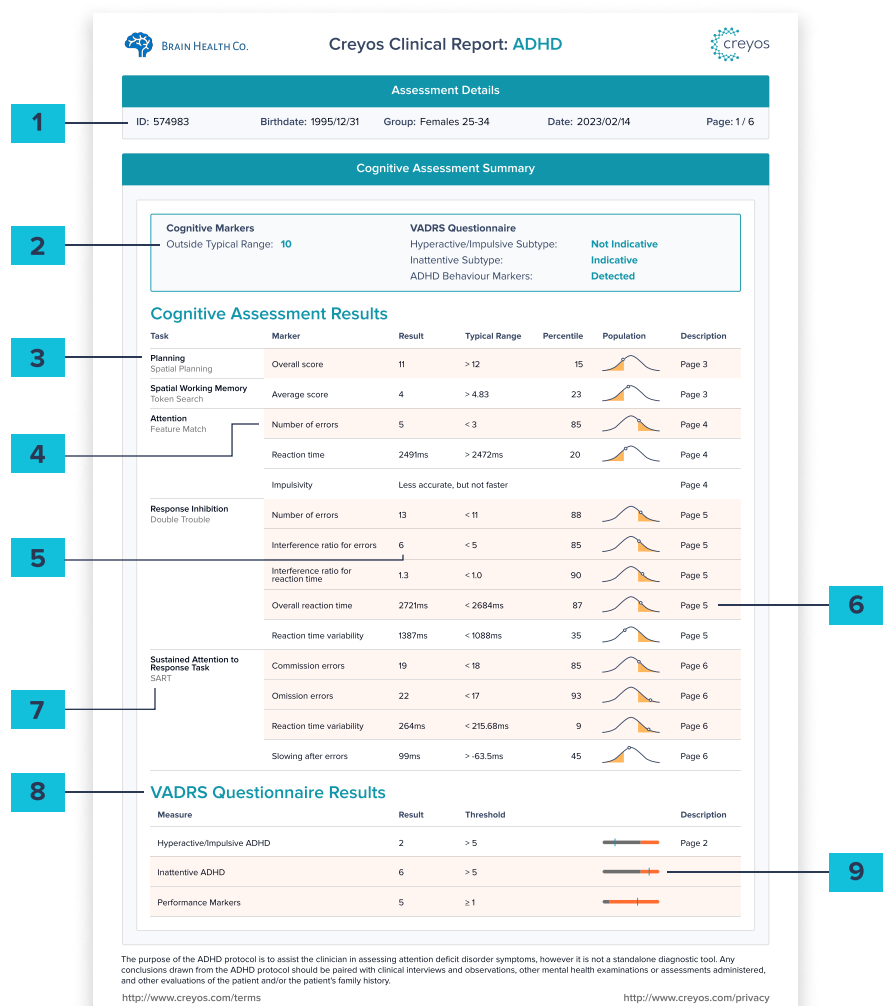 BRAIN HEALTH CO.
Creyos Clinical Report: ADHD
creyos
Assessment Details
1
ID: 574983 Birthdate: 1995/12/31 Group: Females 25-34 Date: 2023/02/14 Page: 1 / 6
Cognitive Assessment Summary
Cognitive Markers VADRS Questionnaire
2
Outside Typical Range: 10 Hyperactive/Impulsive Subtype: Not Indicative
Inattentive Subtype: Indicative
ADHD Behaviour Markers: Detected
Cognitive Assessment Results
Task Marker Result Typical Range Percentile Population Description
3
Planning
Spatial Planning
Overall score 11 > 12 15 Page 3
Spatial Working Memory
Token Search
Average score 4 > 4.83 23 Page 3
Attention
Feature Match
Number of errors 5 < 3 85 Page 4
4
Reaction time 2491ms > 2472ms 20 Page 4
Impulsivity Less accurate, but not faster Page 4
Response Inhibition
Double Trouble
Number of errors 13 < 11 88 Page 5
5
Interference ratio for errors 6 < 5 85 Page 5
Interference ratio for
reaction time
1.3 < 1.0 90 Page 5
Overall reaction time 2721ms < 2684ms 87 Page 5
6
Reaction time variability 1387ms < 1088ms 35 Page 5
Sustained Attention to
Response Task
SART
Commission errors 19 < 18 85 Page 6
7
Omission errors 22 < 17 93 Page 6
Reaction time variability 264ms < 215.68ms 9 Page 6
Slowing after errors 99ms > -63.5ms 45 Page 6
8
VADRS Questionnaire Results
Measure Result Threshold Description
Hyperactive/Impulsive ADHD 2 > 5 Page 2
Inattentive ADHD 6 > 5
9
Performance Markers 5 ≥ 1
The purpose of the ADHD protocol is to assist the clinician in assessing attention deficit disorder symptoms, however it is not a standalone diagnostic tool. Any
conclusions drawn from the ADHD protocol should be paired with clinical interviews and observations, other mental health examinations or assessments administered,
and other evaluations of the patient and/or the patient's family history.
http://www.creyos.com/terms http://www.creyos.com/privacy